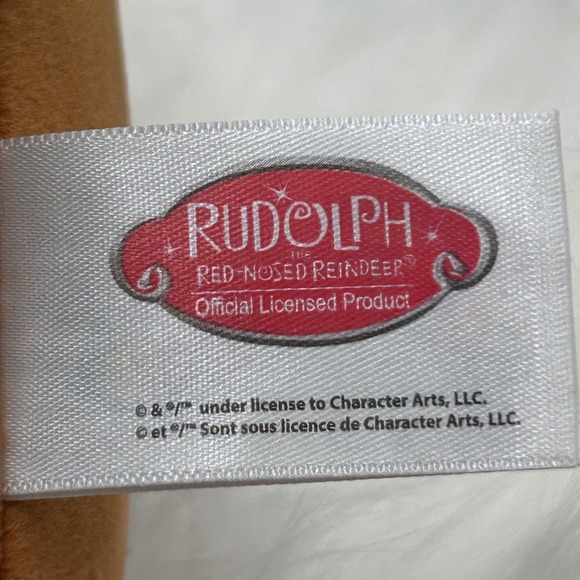 RUDOLPH
THE
RED-NOSED REINDEER®
Official Licensed Product
© & ®/™ under license to Character Arts, LLC.
© et ®/™ Sont sous licence de Character Arts, LLC.